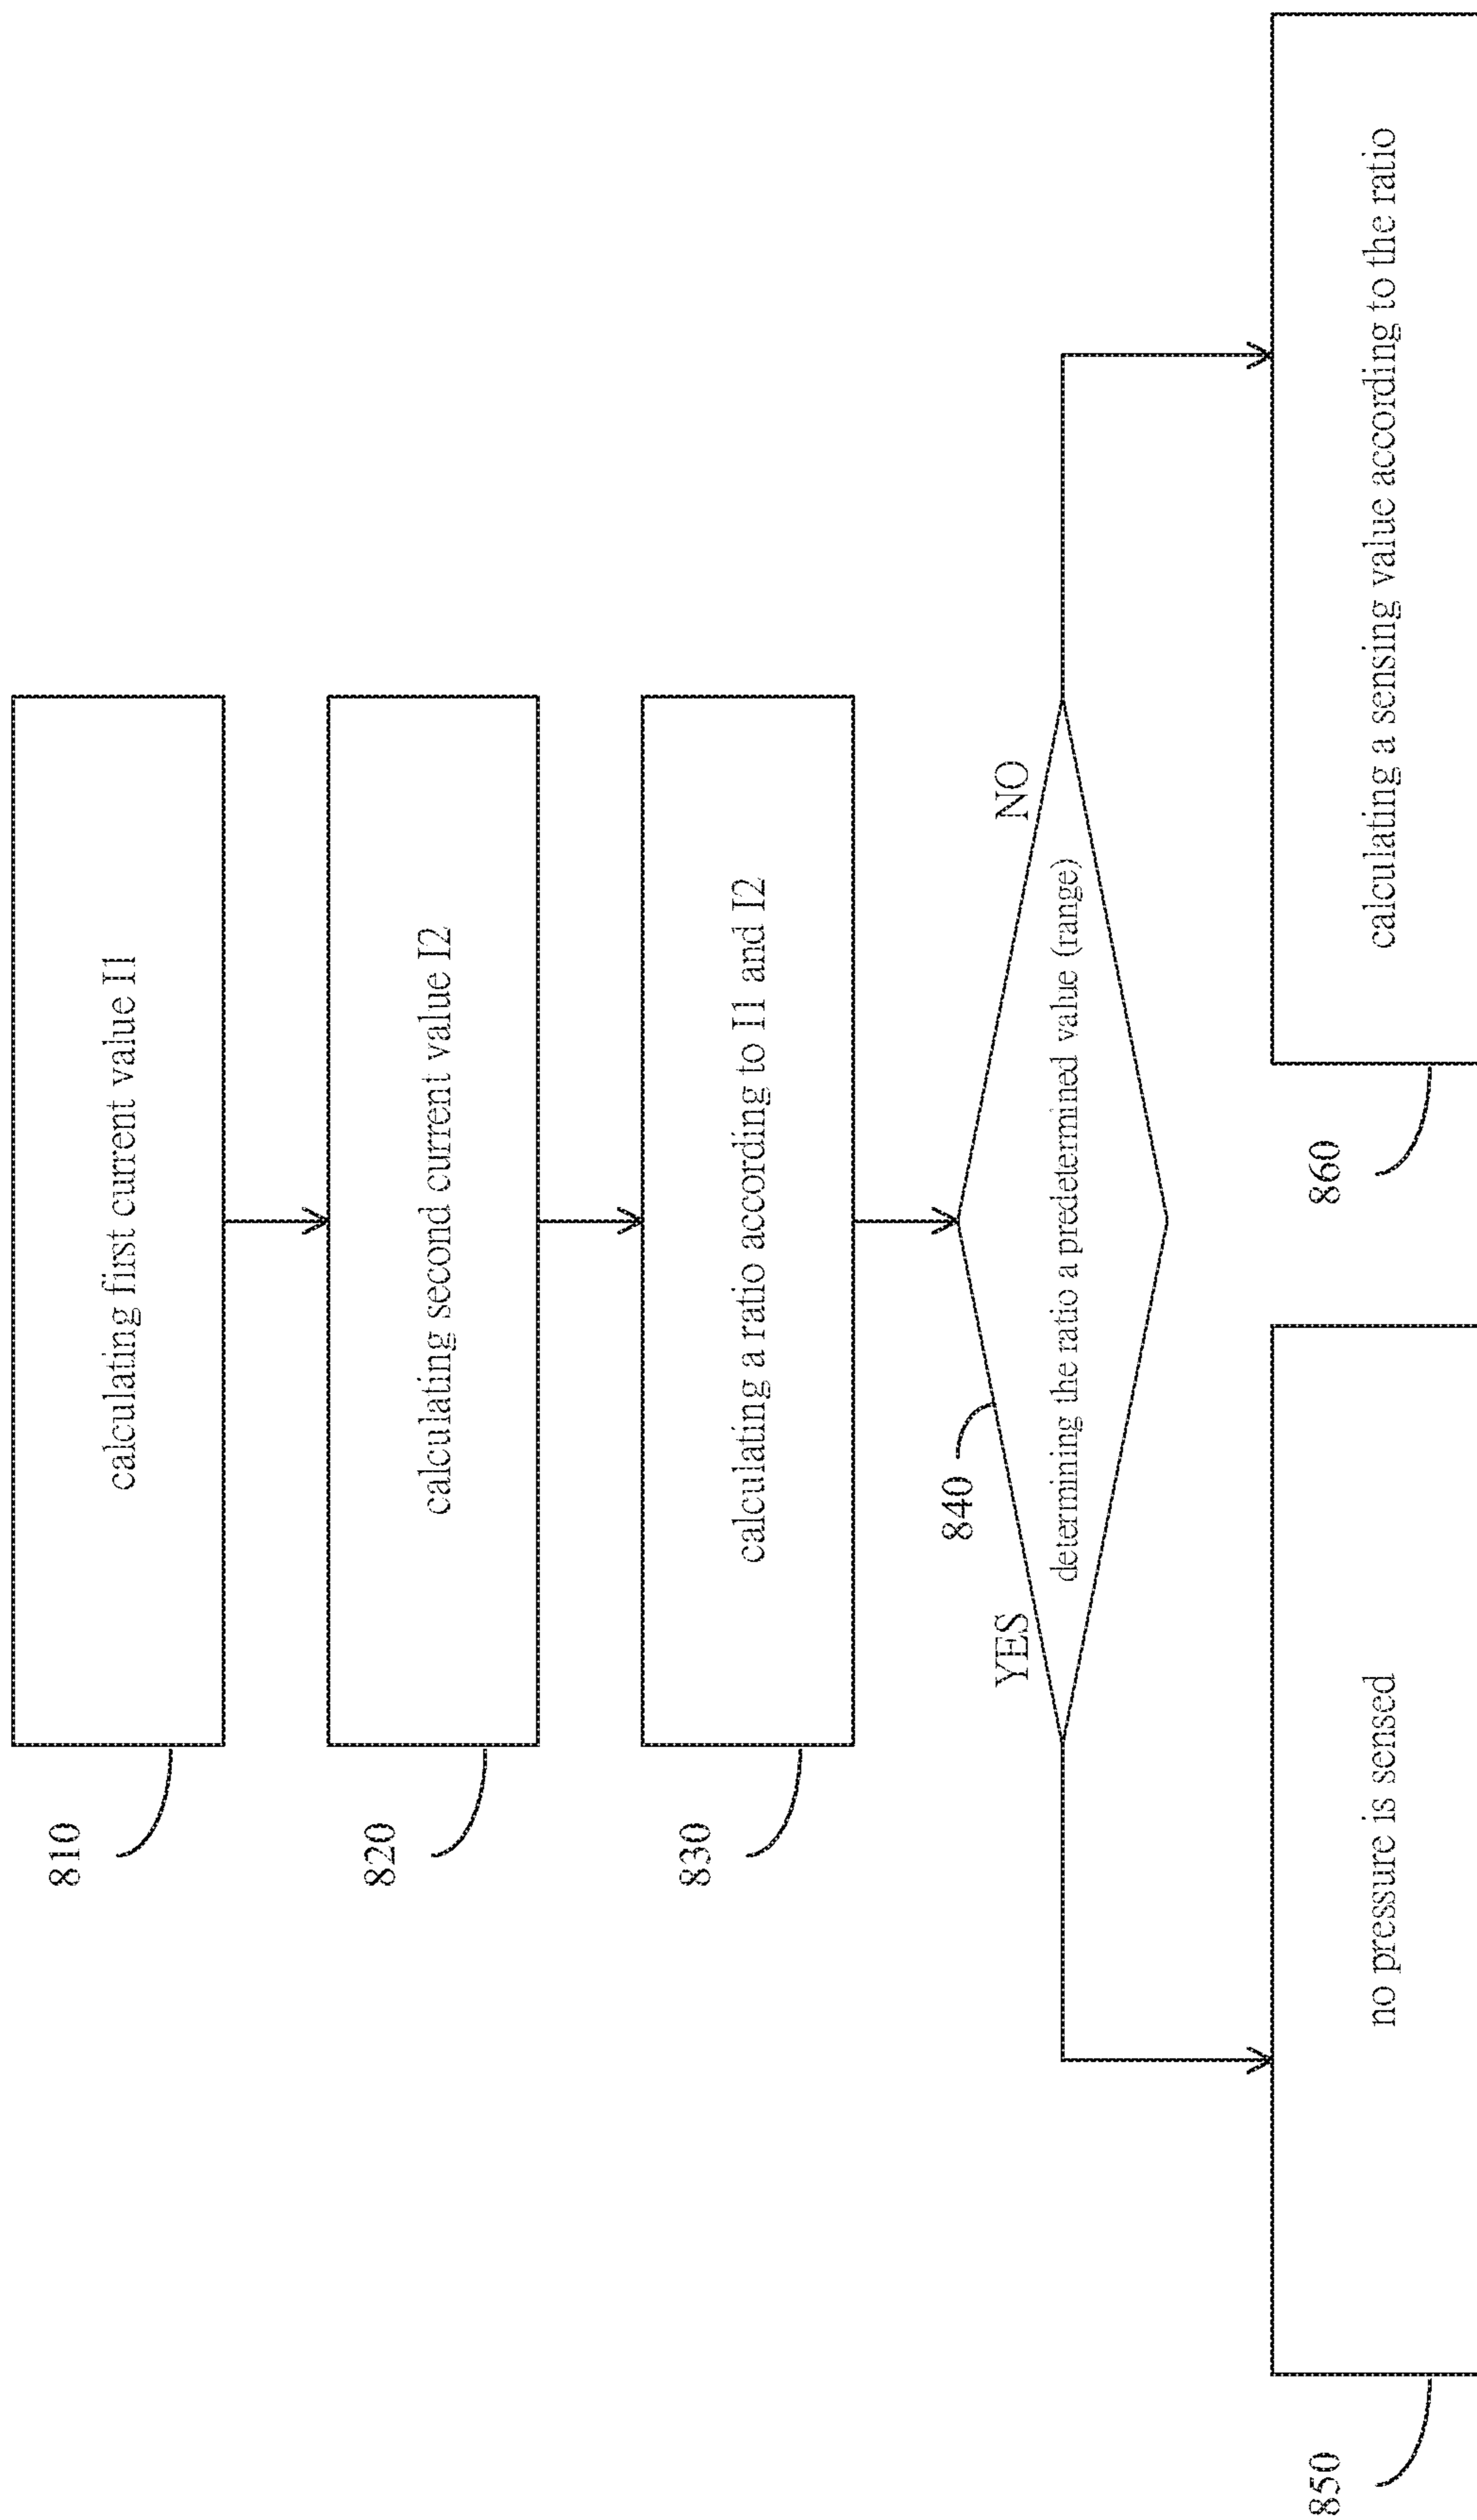 810
calculating first current value I1
820
calculating second current value I2
830
calculating a ratio according to I1 and I2
840
YES
NO
determining the ratio a predetermined value (range)
850
no pressure is sensed
860
calculating a sensing value according to the ratio